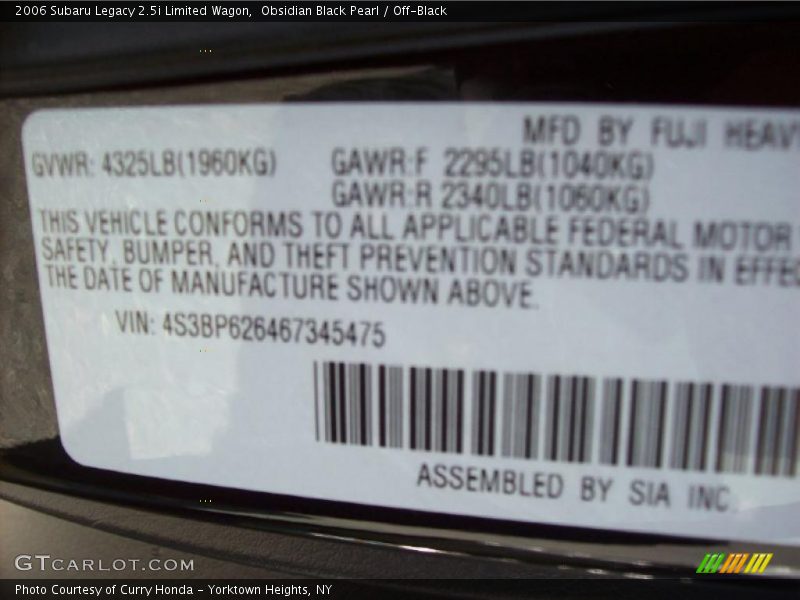 2006 Subaru Legacy 2.5i Limited Wagon, Obsidian Black Pearl / Off-Black
MFD BY FUJI HEAV
GVWR: 4325LB(1960KG) GAWR:F 2295LB(1040KG)
GAWR:R 2340LB(1060KG)
THIS VEHICLE CONFORMS TO ALL APPLICABLE FEDERAL MOTOR
SAFETY, BUMPER, AND THEFT PREVENTION STANDARDS IN EFFEC
THE DATE OF MANUFACTURE SHOWN ABOVE.
VIN: 4S3BP626467345475
ASSEMBLED BY SIA INC
GTCARLOT.COM
Photo Courtesy of Curry Honda - Yorktown Heights, NY